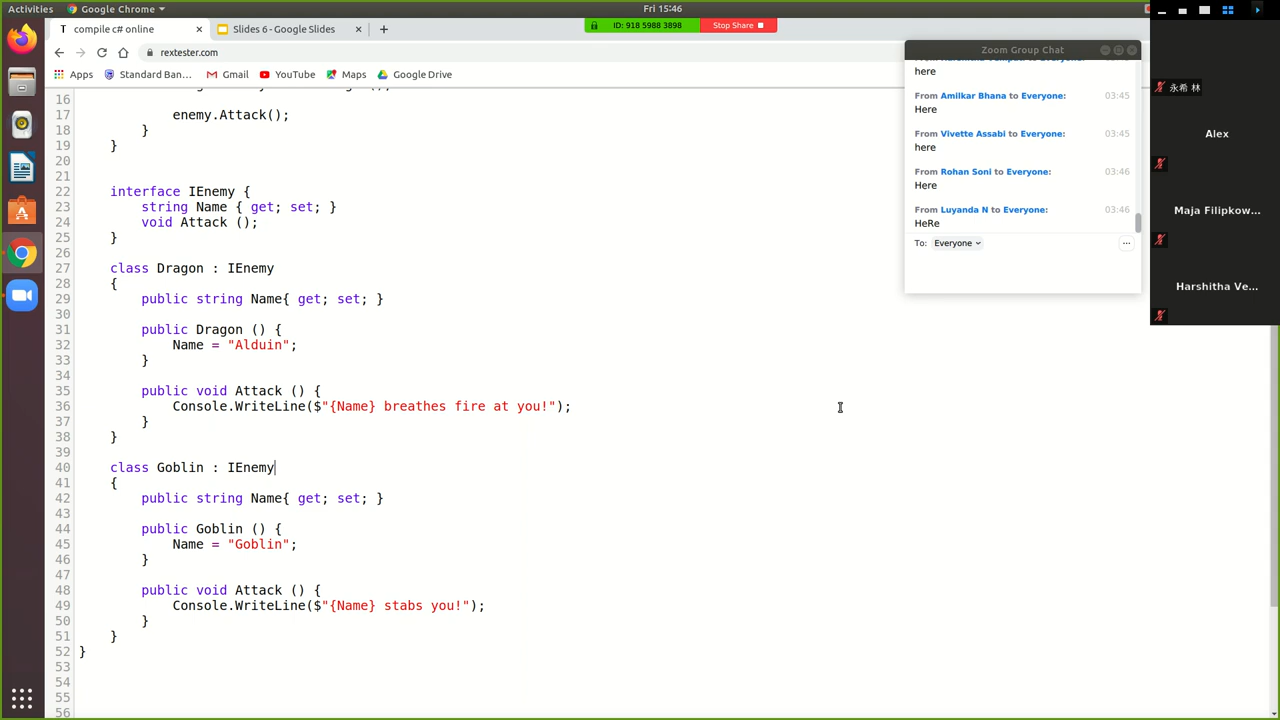 Activities
Google Chrome
Fri 15:46
compile c# online
Slides 6 - Google Slides
ID: 918 5988 3898
Stop Share
rextester.com
Apps
Standard Ban...
Gmail
YouTube
Maps
Google Drive
16
17 enemy.Attack();
18 }
19 }
20
21
22 interface IEnemy {
23 string Name { get; set; }
24 void Attack ();
25 }
26
27 class Dragon : IEnemy
28 {
29 public string Name{ get; set; }
30
31 public Dragon () {
32 Name = "Alduin";
33 }
34
35 public void Attack () {
36 Console.WriteLine($"{Name} breathes fire at you!");
37 }
38 }
39
40 class Goblin : IEnemy
41 {
42 public string Name{ get; set; }
43
44 public Goblin () {
45 Name = "Goblin";
46 }
47
48 public void Attack () {
49 Console.WriteLine($"{Name} stabs you!");
50 }
51 }
52 }
53
54
55
56
Zoom Group Chat
here
From Amilkar Bhana to Everyone: 03:45
Here
From Vivette Assabi to Everyone: 03:45
here
From Rohan Soni to Everyone: 03:46
Here
From Luyanda N to Everyone: 03:46
HeRe
To: Everyone
永希 林
Alex
Maja Filipkow...
Harshitha Ve...